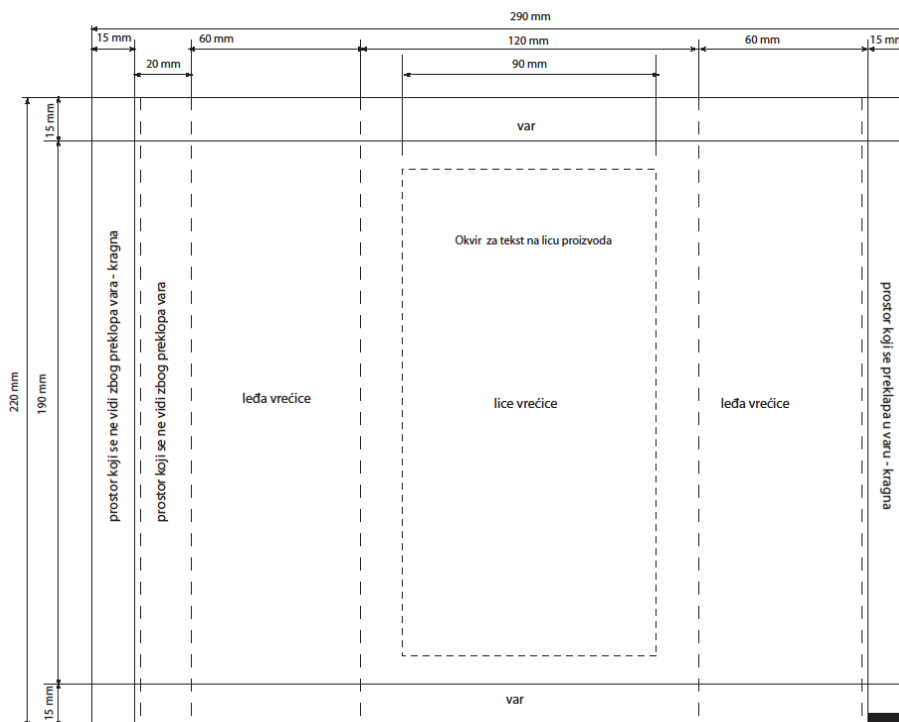 290 mm
15 mm
60 mm
120 mm
60 mm
15 mm
20 mm
90 mm
15 mm
var
prostor koji se ne vidi zbog preklopa vara - kragna
prostor koji se ne vidi zbog preklopa vara
Okvir za tekst na licu proizvoda
prostor koji se preklapa u varu - kragna
220 mm
190 mm
leđa vrećice
lice vrećice
leđa vrećice
15 mm
var